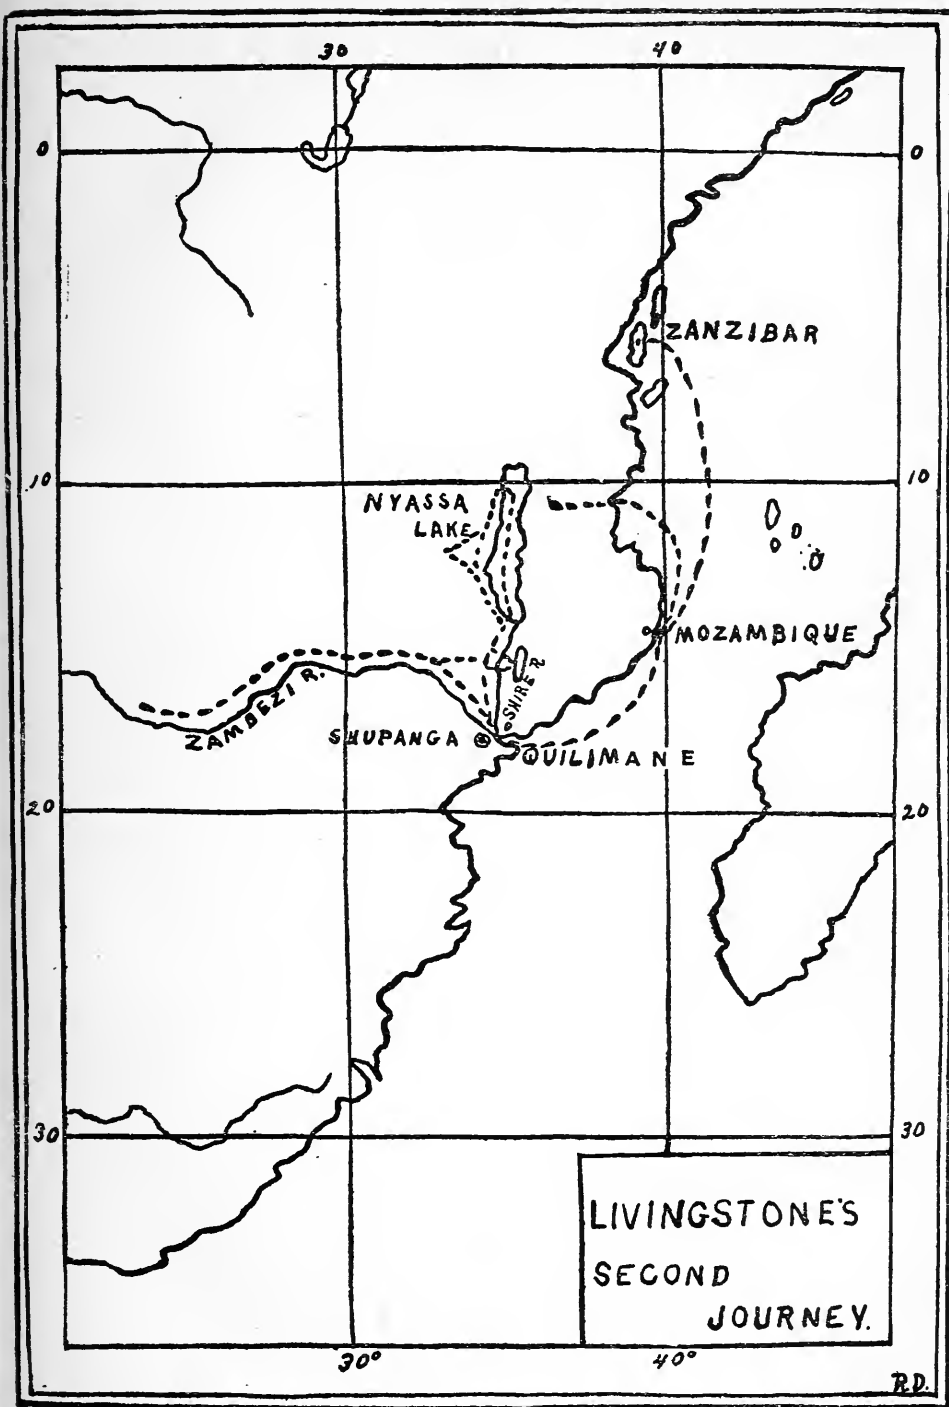 30 40
0 0
ZANZIBAR
10 10
NYASSA
LAKE
MOZAMBIQUE
SHIRE R
ZAMBEZI R.
SHUPANGA
QUILIMANE
20 20
30 30
LIVINGSTONE'S
SECOND
JOURNEY.
30° 40°
R.D.